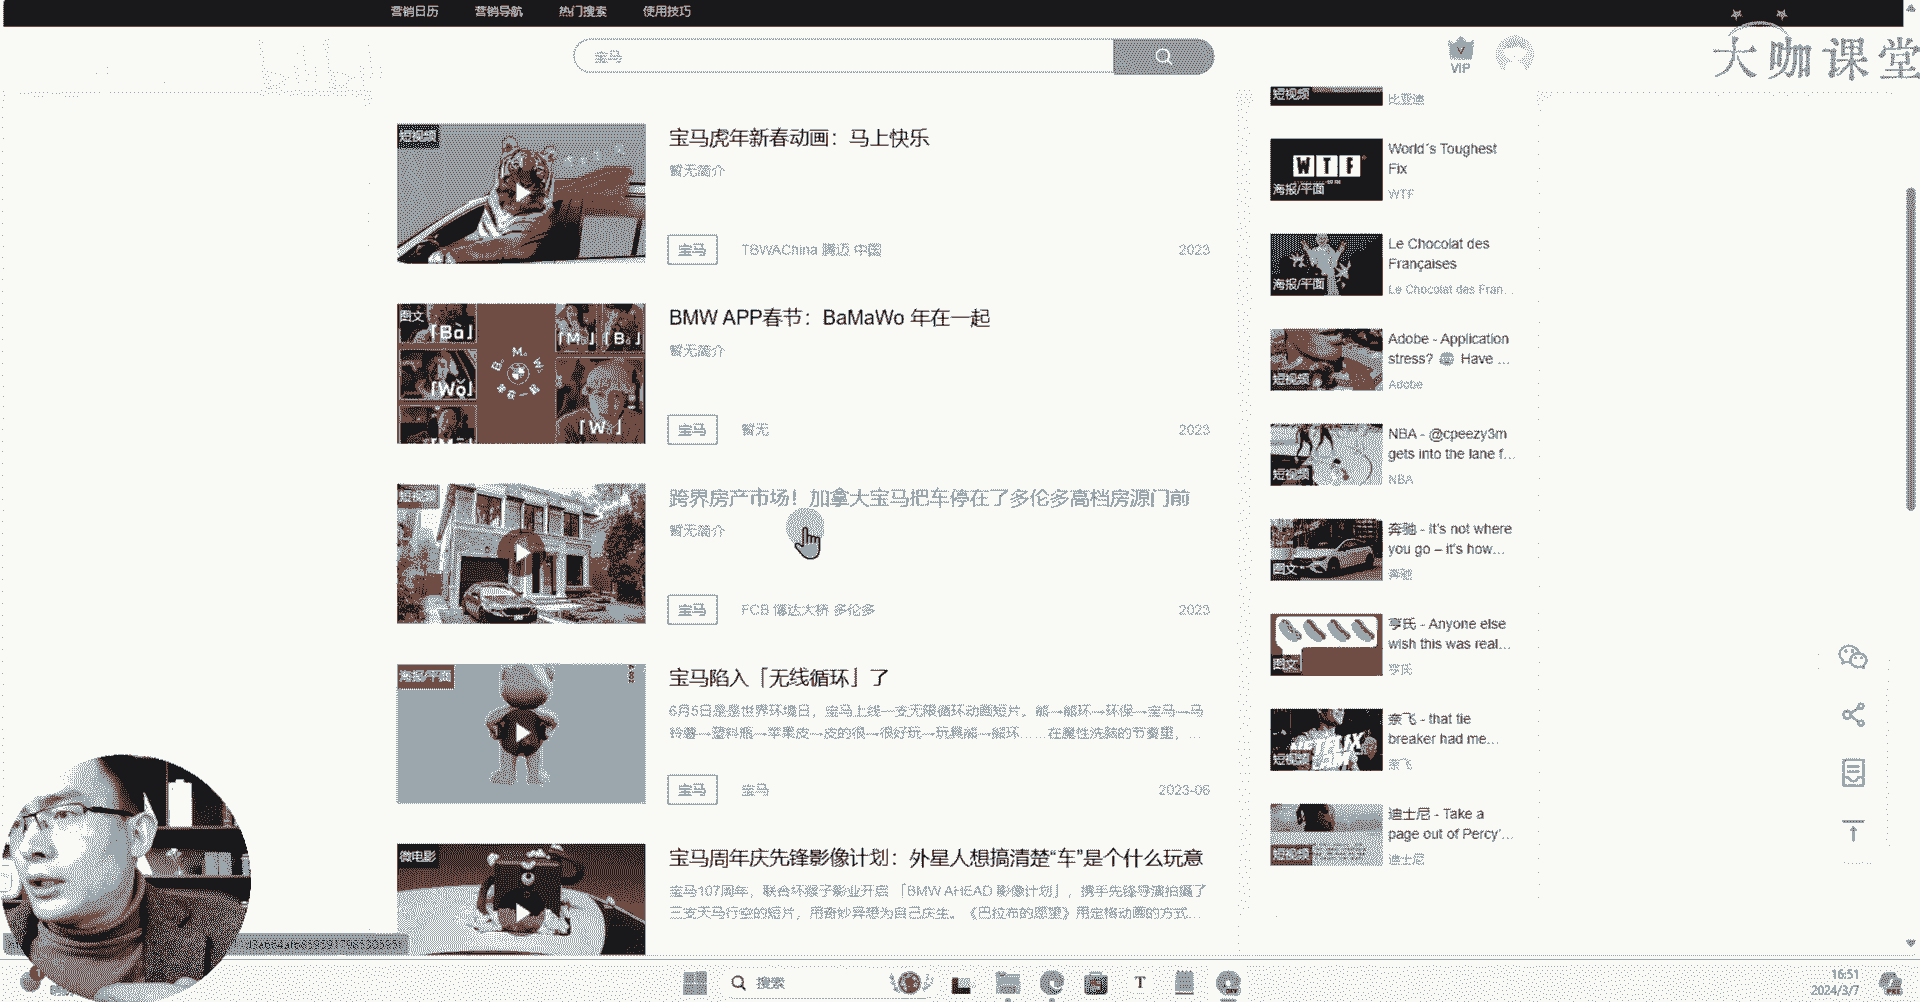 营销日历 营销导航 热门搜索 使用技巧
宝马
VIP
大咖课堂
短视频
宝马虎年新春动画：马上快乐
暂无简介
宝马 TBWAChina 腾迈 中国 2023
图文
「Bà」
「Wǒ」
BMW APP春节：BaMaWo 年在一起
暂无简介
宝马 暂无 2023
跨界房产市场！加拿大宝马把车停在了多伦多高档房源门前
暂无简介
宝马 FCB 博达大桥 多伦多 2023
海报/平面
宝马陷入「无线循环」了
6月5日是是世界环境日，宝马上线一支无限循环动画短片。能→循环→环保→宝马→马
铃薯→塑料瓶→苹果皮→皮的很→很好玩→玩具熊→能环……在魔性洗脑的节奏里，...
宝马 宝马 2023-06
微电影
宝马周年庆先锋影像计划：外星人想搞清楚“车”是个什么玩意
宝马107周年，联合坏猴子影业开启「BMW AHEAD 影像计划」，携手先锋导演拍摄了
三支天马行空的短片，用奇妙异想为自己庆生。《巴拉布的愿望》用定格动画的方式...
短视频
比亚迪
WTF
海报/平面
World´s Toughest
Fix
WTF
海报/平面
Le Chocolat des
Françaises
Le Chocolat des Fran...
短视频
Adobe - Application
stress? Have ...
Adobe
短视频
NBA - @cpeezy3m
gets into the lane f...
NBA
图文
奔驰 - It's not where
you go – it's how...
奔驰
图文
亨氏 - Anyone else
wish this was real...
亨氏
NETFLIX
短视频
奈飞 - that tie
breaker had me...
奈飞
短视频
迪士尼 - Take a
page out of Percy'...
迪士尼
搜索
16:51
2024/3/7